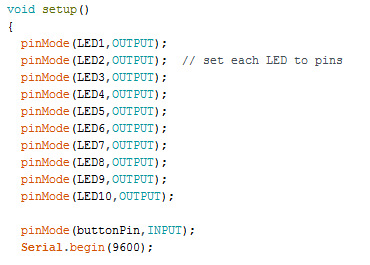 void setup()
{
pinMode(LED1,OUTPUT);
pinMode(LED2,OUTPUT);  // set each LED to pins
pinMode(LED3,OUTPUT);
pinMode(LED4,OUTPUT);
pinMode(LED5,OUTPUT);
pinMode(LED6,OUTPUT);
pinMode(LED7,OUTPUT);
pinMode(LED8,OUTPUT);
pinMode(LED9,OUTPUT);
pinMode(LED10,OUTPUT);
pinMode(buttonPin,INPUT);
Serial.begin(9600);